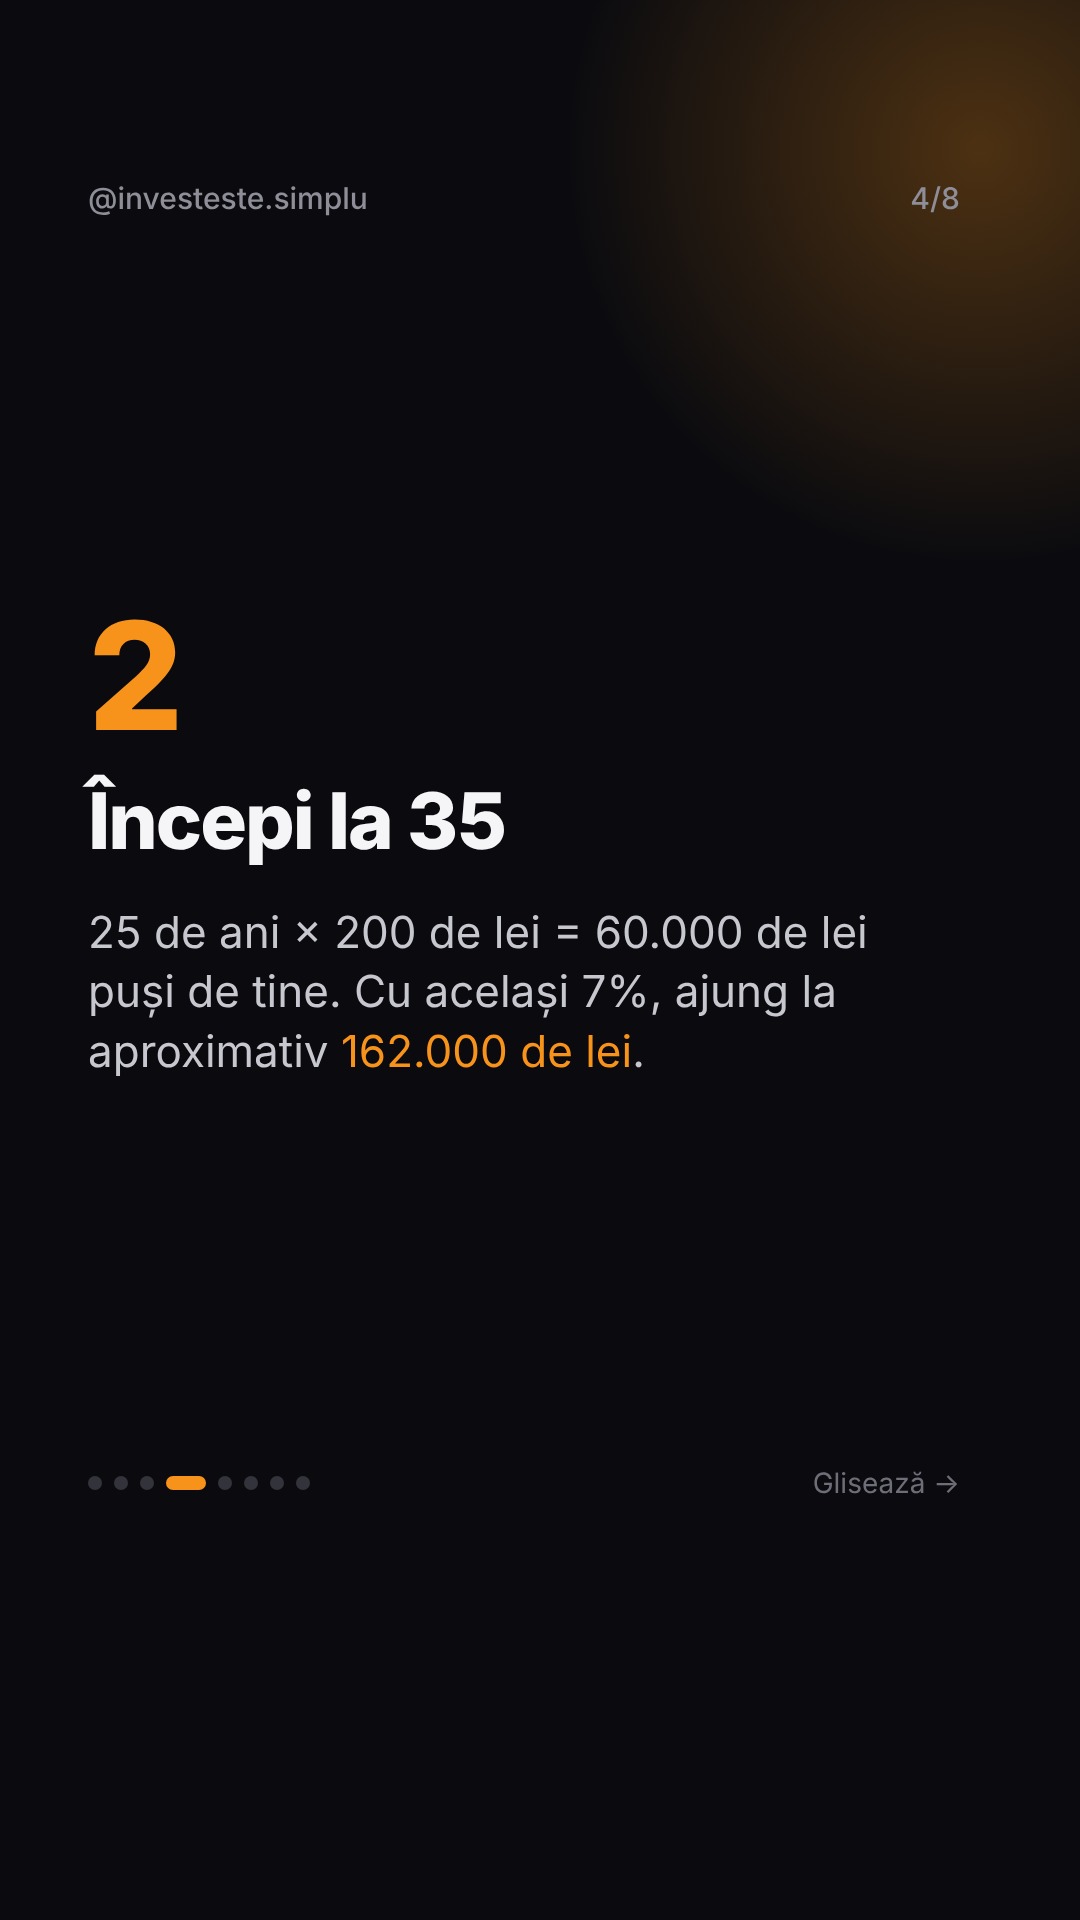 @investeste.simplu
4/8
2
Începi la 35
25 de ani × 200 de lei = 60.000 de lei
puși de tine. Cu același 7%, ajung la
aproximativ 162.000 de lei.
Glisează →